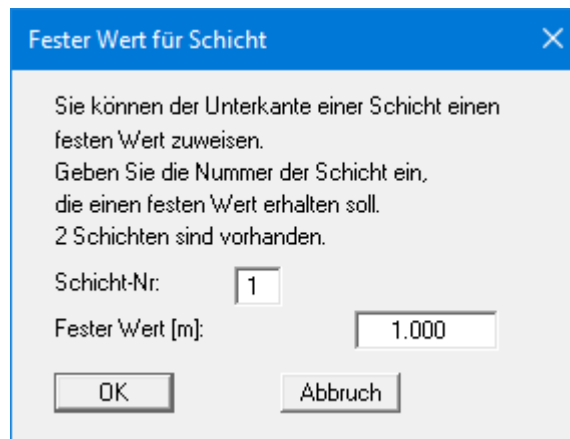 Fester Wert für Schicht
Sie können der Unterkante einer Schicht einen
festen Wert zuweisen.
Geben Sie die Nummer der Schicht ein,
die einen festen Wert erhalten soll.
2 Schichten sind vorhanden.
Schicht-Nr: 1
Fester Wert [m]: 1.000
OK Abbruch